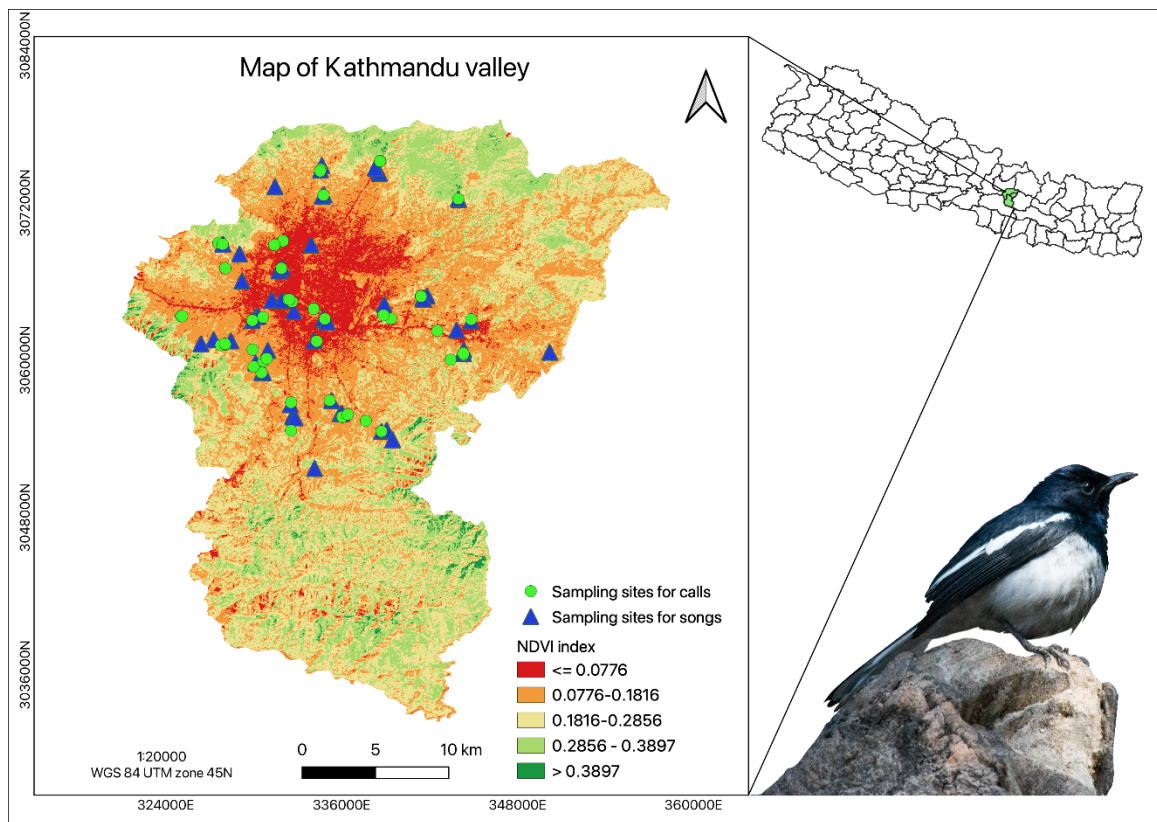 Map of Kathmandu valley
3084000N
3072000N
3060000N
3048000N
3036000N
Sampling sites for calls
Sampling sites for songs
NDVI index
<= 0.0776
0.0776-0.1816
0.1816-0.2856
0.2856 - 0.3897
> 0.3897
1:20000
WGS 84 UTM zone 45N
0 5 10 km
324000E 336000E 348000E 360000E